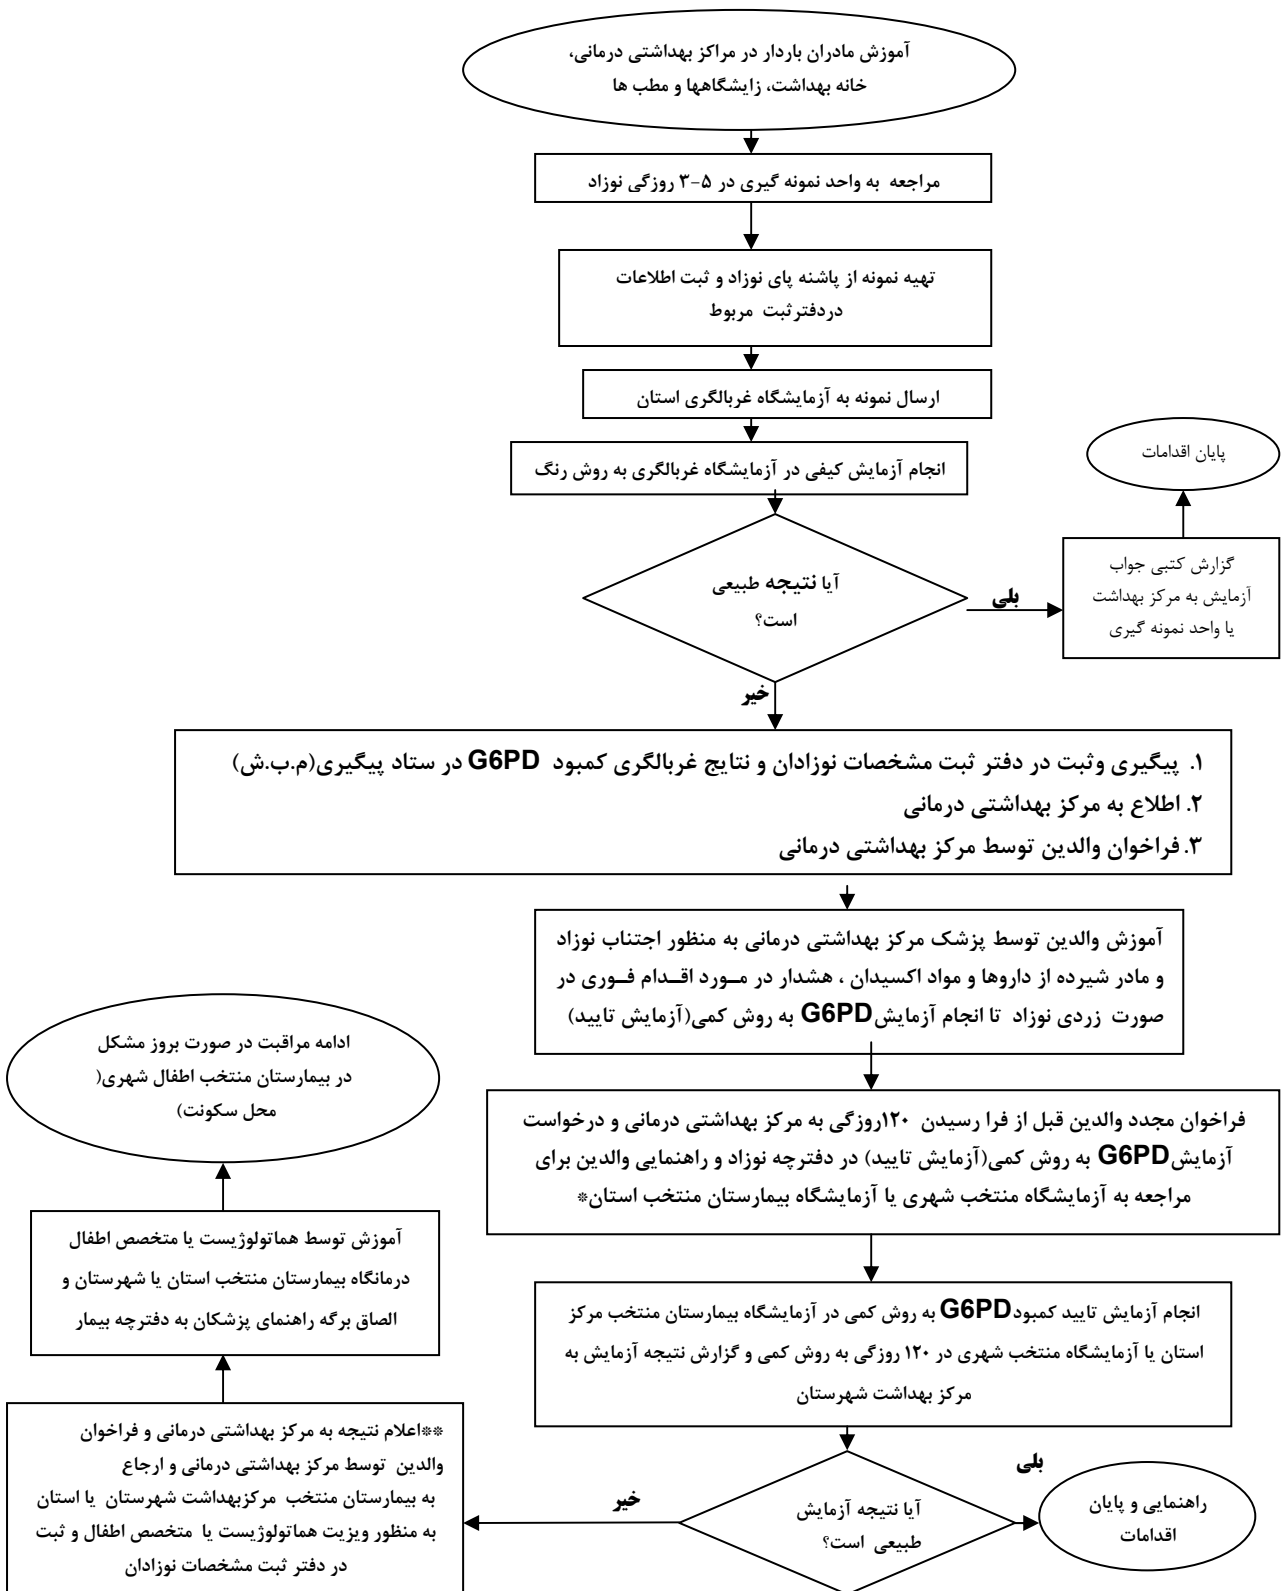 آموزش مادران باردار در مراکز بهداشتی درمانی،
خانه بهداشت، زایشگاهها و مطب ها
مراجعه به واحد نمونه گیری در ۵-۳ روزگی نوزاد
تهیه نمونه از پاشنه پای نوزاد و ثبت اطلاعات
دردفترثبت مربوط
ارسال نمونه به آزمایشگاه غربالگری استان
انجام آزمایش کیفی در آزمایشگاه غربالگری به روش رنگ
پایان اقدامات
گزارش کتبی جواب
آزمایش به مرکز بهداشت
یا واحد نمونه گیری
آیا نتیجه طبیعی
است؟
بلی
خیر
۱. پیگیری وثبت در دفتر ثبت مشخصات نوزادان و نتایج غربالگری کمبود G6PD در ستاد پیگیری(م.ب.ش)
۲. اطلاع به مرکز بهداشتی درمانی
۳. فراخوان والدین توسط مرکز بهداشتی درمانی
آموزش والدین توسط پزشک مرکز بهداشتی درمانی به منظور اجتناب نوزاد
و مادر شیرده از داروها و مواد اکسیدان ، هشدار در مــورد اقــدام فــوری در
صورت زردی نوزاد تا انجام آزمایش G6PD به روش کمی(آزمایش تایید)
فراخوان مجدد والدین قبل از فرا رسیدن ۱۲۰روزگی به مرکز بهداشتی درمانی و درخواست
آزمایش G6PD به روش کمی(آزمایش تایید) در دفترچه نوزاد و راهنمایی والدین برای
مراجعه به آزمایشگاه منتخب شهری یا آزمایشگاه بیمارستان منتخب استان*
انجام آزمایش تایید کمبود G6PD به روش کمی در آزمایشگاه بیمارستان منتخب مرکز
استان یا آزمایشگاه منتخب شهری در ۱۲۰ روزگی به روش کمی و گزارش نتیجه آزمایش به
مرکز بهداشت شهرستان
آیا نتیجه آزمایش
طبیعی است؟
بلی
راهنمایی و پایان
اقدامات
خیر
**اعلام نتیجه به مرکز بهداشتی درمانی و فراخوان
والدین توسط مرکز بهداشتی درمانی و ارجاع
به بیمارستان منتخب مرکزبهداشت شهرستان یا استان
به منظور ویزیت هماتولوژیست یا متخصص اطفال و ثبت
در دفتر ثبت مشخصات نوزادان
آموزش توسط هماتولوژیست یا متخصص اطفال
درمانگاه بیمارستان منتخب استان یا شهرستان و
الصاق برگه راهنمای پزشکان به دفترچه بیمار
ادامه مراقبت در صورت بروز مشکل
در بیمارستان منتخب اطفال شهری(
محل سکونت)